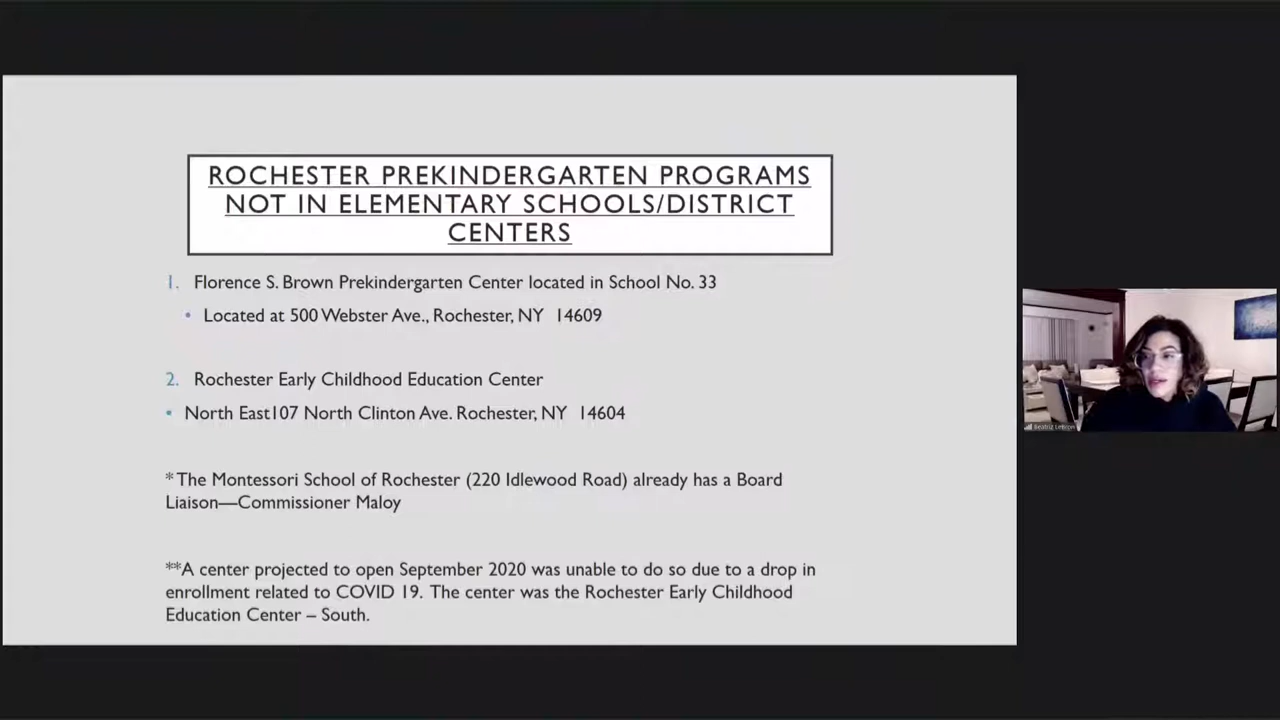 ROCHESTER PREKINDERGARTEN PROGRAMS
NOT IN ELEMENTARY SCHOOLS/DISTRICT
CENTERS
1. Florence S. Brown Prekindergarten Center located in School No. 33
• Located at 500 Webster Ave., Rochester, NY 14609
2. Rochester Early Childhood Education Center
• North East107 North Clinton Ave. Rochester, NY 14604
* The Montessori School of Rochester (220 Idlewood Road) already has a Board
Liaison—Commissioner Maloy
**A center projected to open September 2020 was unable to do so due to a drop in
enrollment related to COVID 19. The center was the Rochester Early Childhood
Education Center – South.
Beatriz LeBron